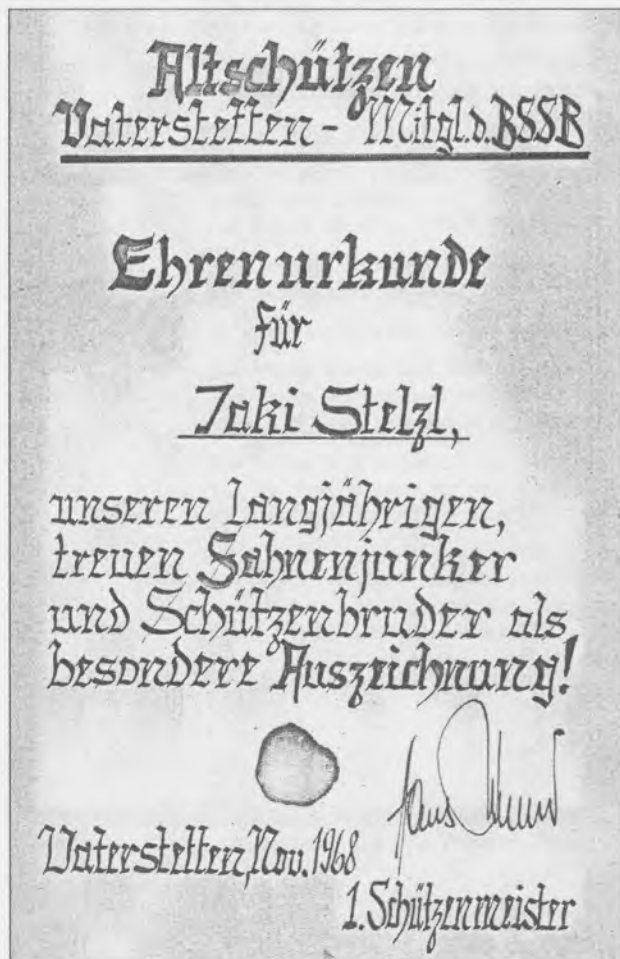 Altschützen
Vaterstetten - Mitgl.d.BSSB
Ehrenurkunde
für
Jaki Stelzl,
unseren langjährigen,
treuen Fahnenjunker
und Schützenbruder als
besondere Auszeichnung!
Hans
Vaterstetten, Nov. 1968
1. Schützenmeister